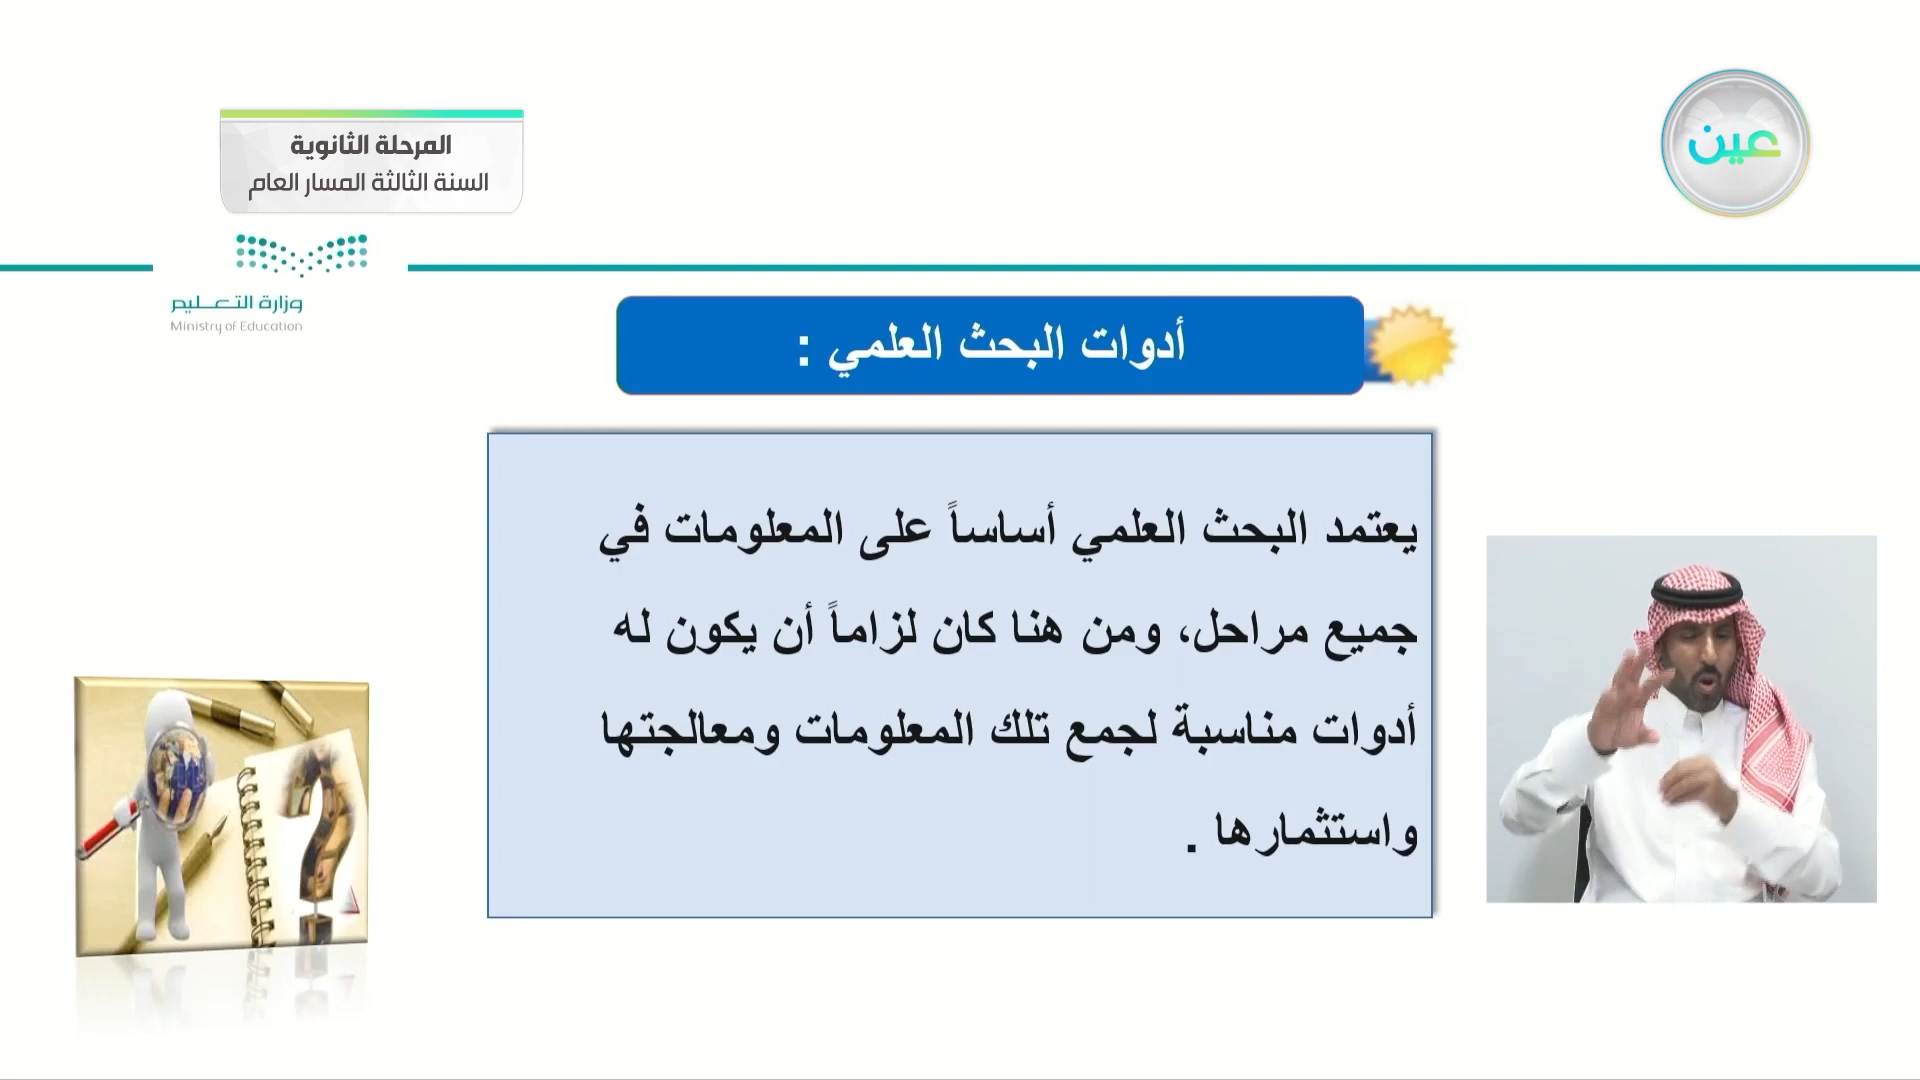 عين
المرحلة الثانوية
السنة الثالثة المسار العام
وزارة التعليم
Ministry of Education
أدوات البحث العلمي :
يعتمد البحث العلمي أساساً على المعلومات في
جميع مراحل، ومن هنا كان لزاماً أن يكون له
أدوات مناسبة لجمع تلك المعلومات ومعالجتها
واستثمارها .